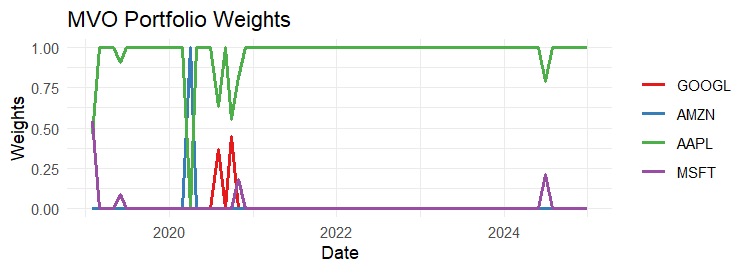 MVO Portfolio Weights
Weights
1.00
0.75
0.50
0.25
0.00
2020
2022
2024
Date
GOOGL
AMZN
AAPL
MSFT